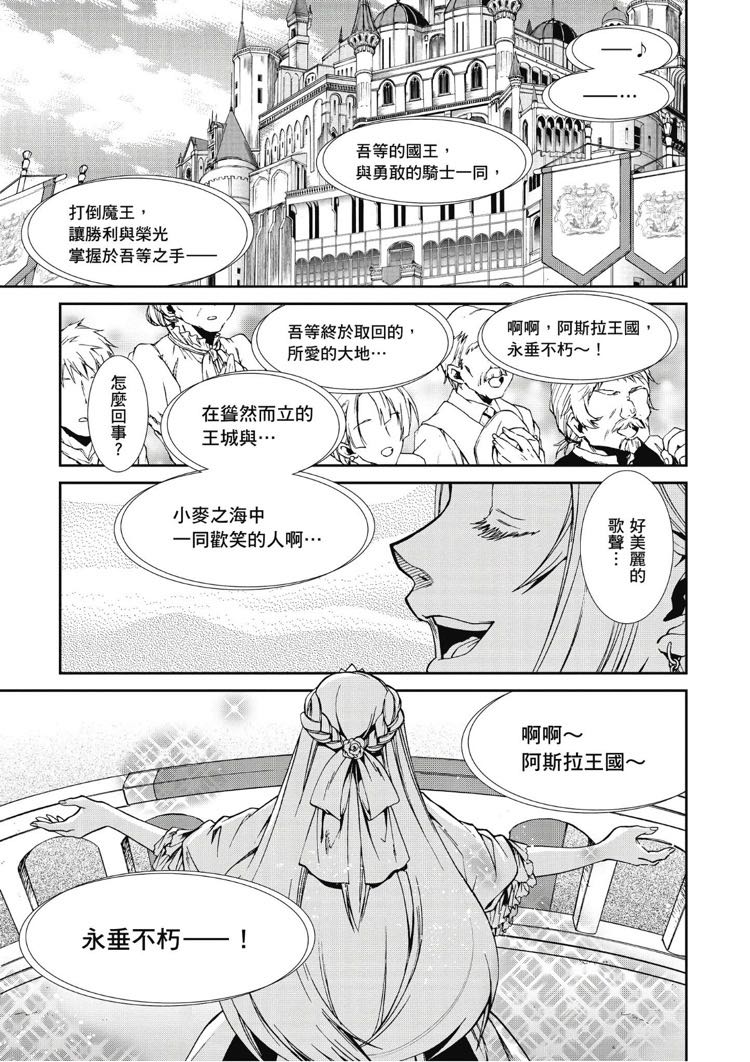 ——♪
——…
吾等的國王，
與勇敢的騎士一同，
打倒魔王，
讓勝利與榮光
掌握於吾等之手——
啊啊，阿斯拉王國，
永垂不朽～！
吾等終於取回的，
所愛的大地…
在聳然而立的
王城與…
怎麼回事？
好美麗的
歌聲…
小麥之海中
一同歡笑的人啊…
啊啊～
阿斯拉王國～
永垂不朽——！